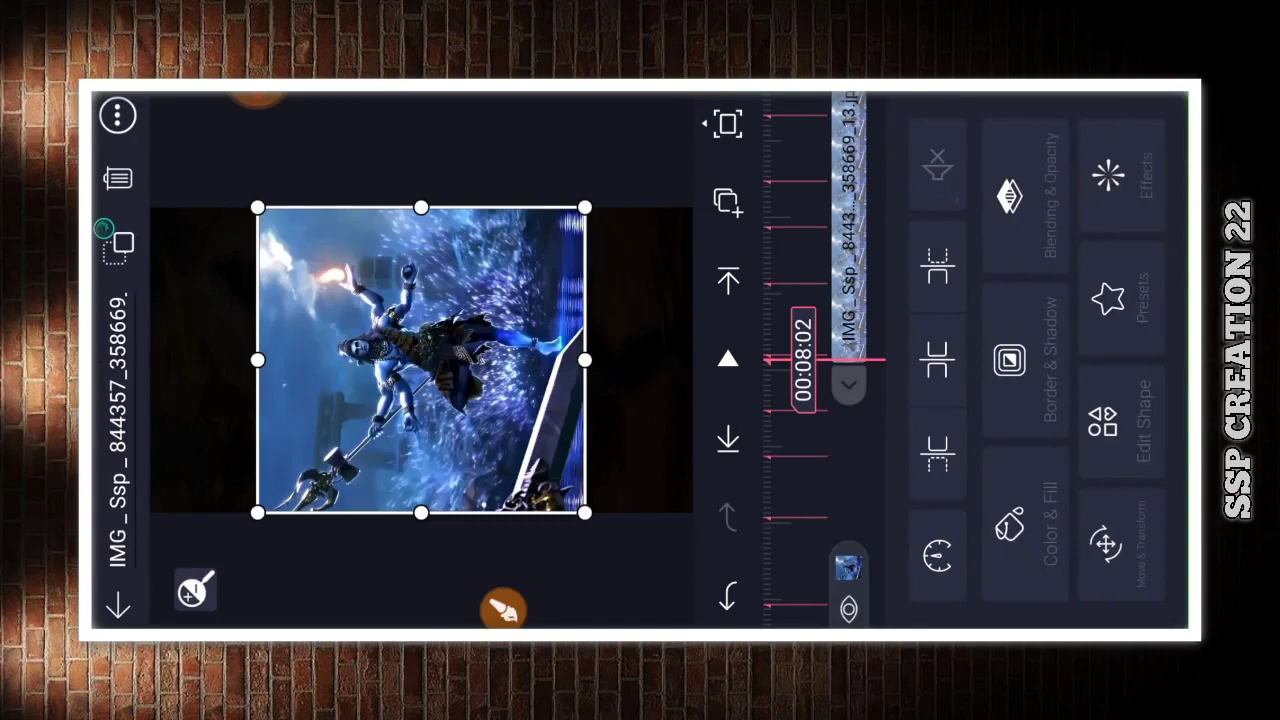 IMG _ Ssp _ 844357_358669_
00:08:02
IMG _ Ssp _ 8443..._358669_13.jp
Blending & Opacity
Border & Shadow
Color & Fill
Effects
Presets
Edit Shape
Move & Transform
SSP CREATION 22